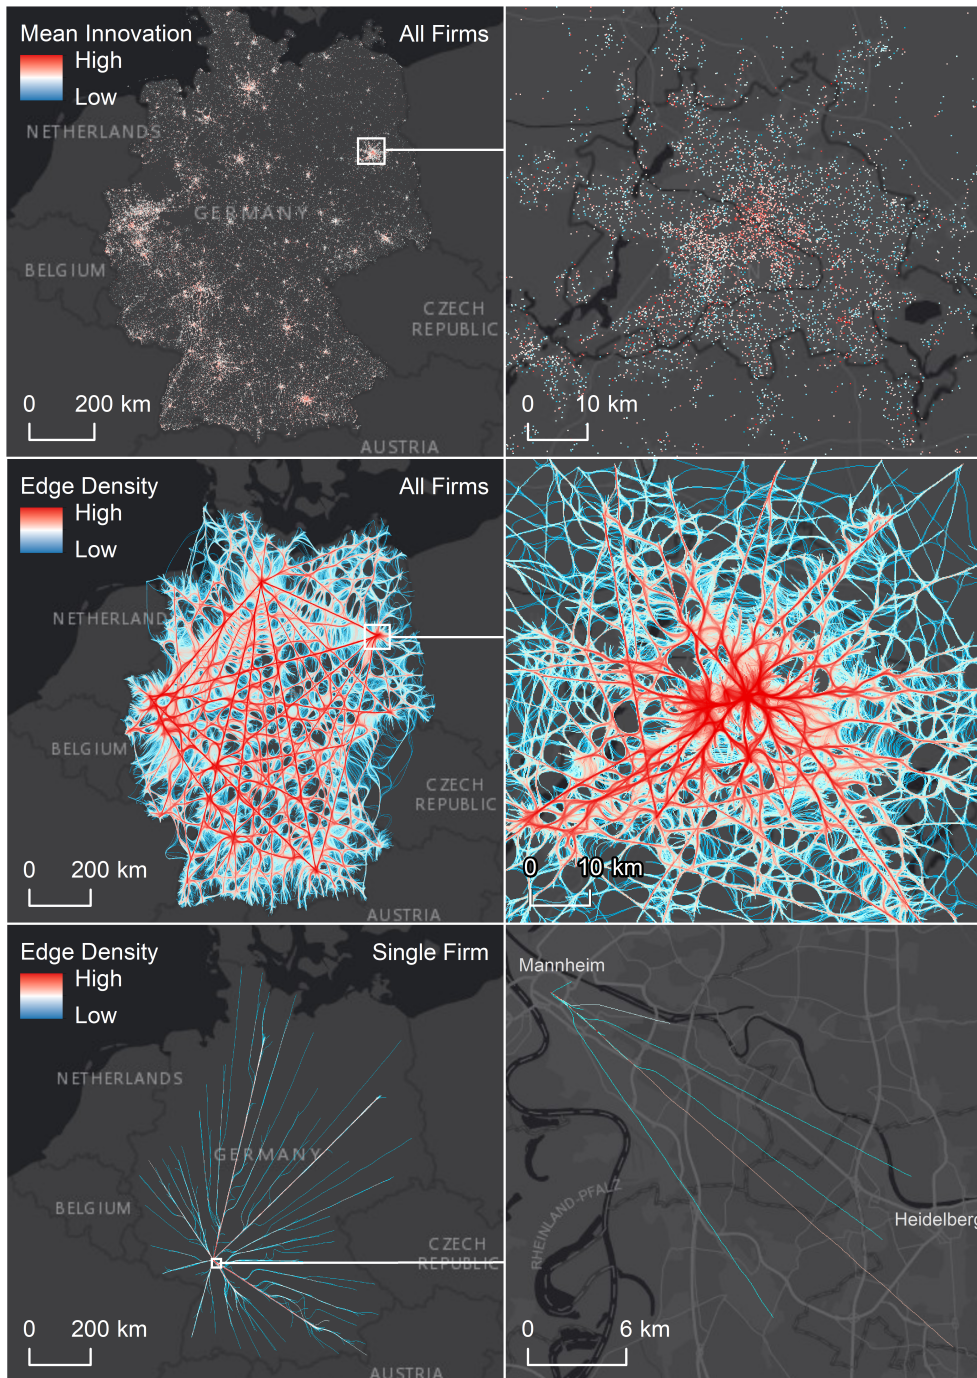 Mean Innovation
All Firms
High
Low
NETHERLANDS
GERMANY
BELGIUM
CZECH
REPUBLIC
0 200 km
AUSTRIA
0 10 km
Edge Density
All Firms
High
Low
NETHERLAND
BELGIUM
CZECH
REPUBLIC
0 200 km
AUSTRIA
0 10 km
Edge Density
Single Firm
High
Low
NETHERLANDS
GERMANY
BELGIUM
CZECH
REPUBLIC
0 200 km
AUSTRIA
Mannheim
RHEINLAND-PFALZ
Heidelberg
0 6 km